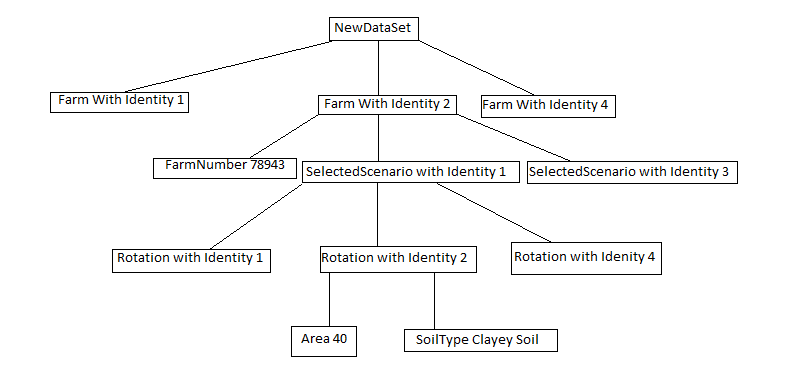 NewDataSet
Farm With Identity 1
Farm With Identity 2
Farm With Identity 4
FarmNumber 78943
SelectedScenario with Identity 1
SelectedScenario with Identity 3
Rotation with Identity 1
Rotation with Identity 2
Rotation with Idenity 4
Area 40
SoilType Clayey Soil